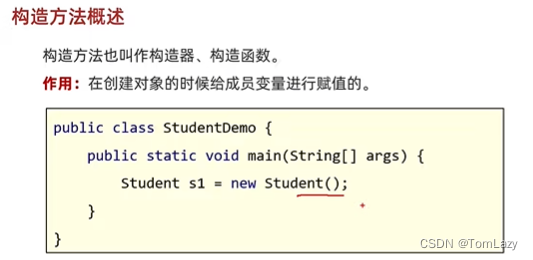 构造方法概述
构造方法也叫作构造器、构造函数。
作用：在创建对象的时候给成员变量进行赋值的。
public class StudentDemo {
public static void main(String[] args) {
Student s1 = new Student();
}
}
CSDN @TomLazy